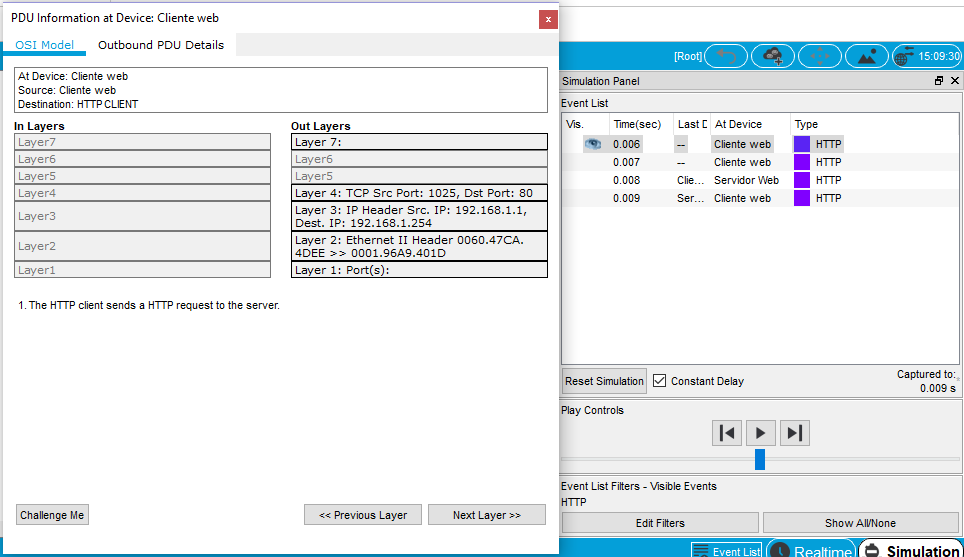 PDU Information at Device: Cliente web
x
OSI Model Outbound PDU Details
At Device: Cliente web
Source: Cliente web
Destination: HTTP CLIENT
In Layers Out Layers
Layer7 Layer 7:
Layer6 Layer6
Layer5 Layer5
Layer4 Layer 4: TCP Src Port: 1025, Dst Port: 80
Layer3 Layer 3: IP Header Src. IP: 192.168.1.1,
Dest. IP: 192.168.1.254
Layer2 Layer 2: Ethernet II Header 0060.47CA.
4DEE >> 0001.96A9.401D
Layer1 Layer 1: Port(s):
1. The HTTP client sends a HTTP request to the server.
Challenge Me << Previous Layer Next Layer >>
[Root] 15:09:30
Simulation Panel
Event List
Vis. Time(sec) Last D At Device Type
0.006 -- Cliente web HTTP
0.007 -- Cliente web HTTP
0.008 Clie... Servidor Web HTTP
0.009 Ser... Cliente web HTTP
Reset Simulation Constant Delay Captured to:
0.009 s
Play Controls
Event List Filters - Visible Events
HTTP
Edit Filters Show All/None
Event List Realtime Simulation